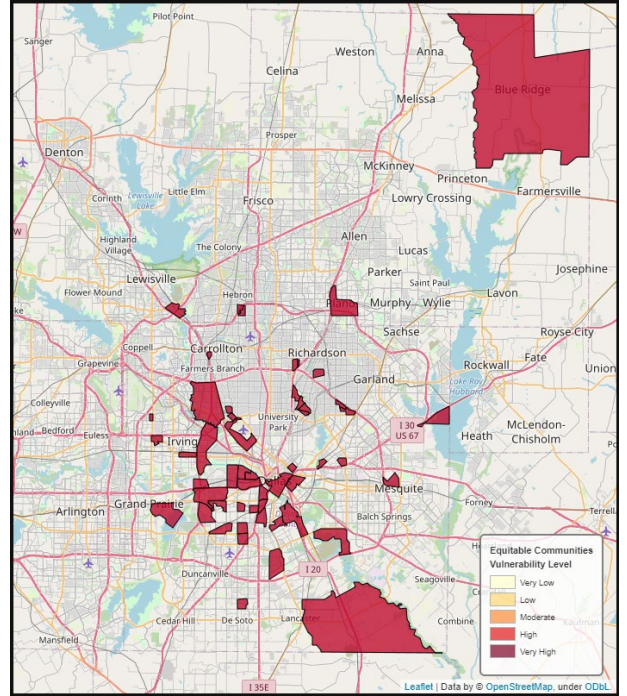 Pilot Point
Sanger
Weston
Anna
Celina
Blue Ridge
Melissa
Denton
Prosper
McKinney
Princeton
Farmersville
Corinth
Lewisville
Lake
Little Elm
Frisco
Lowry Crossing
Allen
Highland
Village
The Colony
Lucas
Parker
Josephine
Lewisville
Saint Paul
Flower Mound
Hebron
Plano
Murphy
Wylie
Lavon
Sachse
Royse City
Coppell
Carrollton
Richardson
Fate
Grapevine
Farmers Branch
Garland
Rockwall
Union
Lake Ray
Hubbard
Colleyville
University
Park
I 30
US 67
McLendon-
Chisholm
Bedford
Euless
Irving
Heath
Mesquite
Grand Prairie
Forney
Terrell
Arlington
Balch Springs
Duncanville
I 20
Seagoville
Lancaster
Combine
Cedar Hill
De Soto
Mansfield
I 35E
Equitable Communities
Vulnerability Level
Very Low
Low
Moderate
High
Very High
Leaflet | Data by © OpenStreetMap, under ODbL.